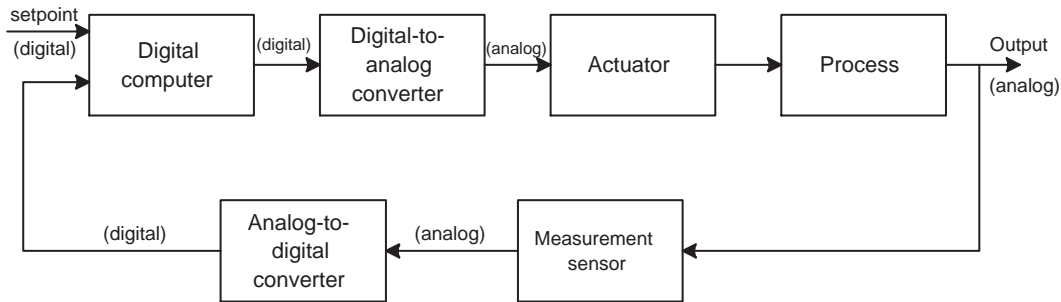 setpoint
(digital)
Digital
computer
(digital)
Digital-to-
analog
converter
(analog)
Actuator
Process
Output
(analog)
(digital)
Analog-to-
digital
converter
(analog)
Measurement
sensor